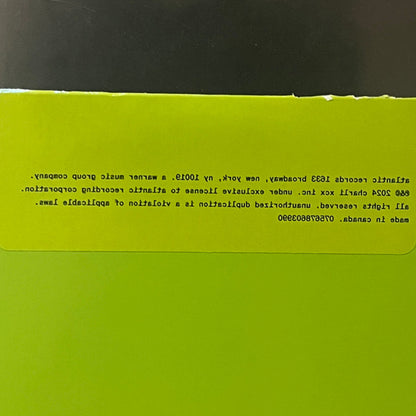 atlantic records 1633 broadway, new york, ny 10019. a warner music group company.
℗&© 2024 charli xcx inc. under exclusive license to atlantic recording corporation.
all rights reserved. unauthorized duplication is a violation of applicable laws.
made in canada. 075678603990